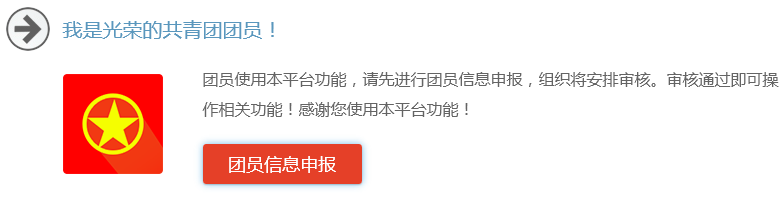 我是光荣的共青团团员！
团员使用本平台功能，请先进行团员信息申报，组织将安排审核。审核通过即可操
作相关功能！感谢您使用本平台功能！
团员信息申报